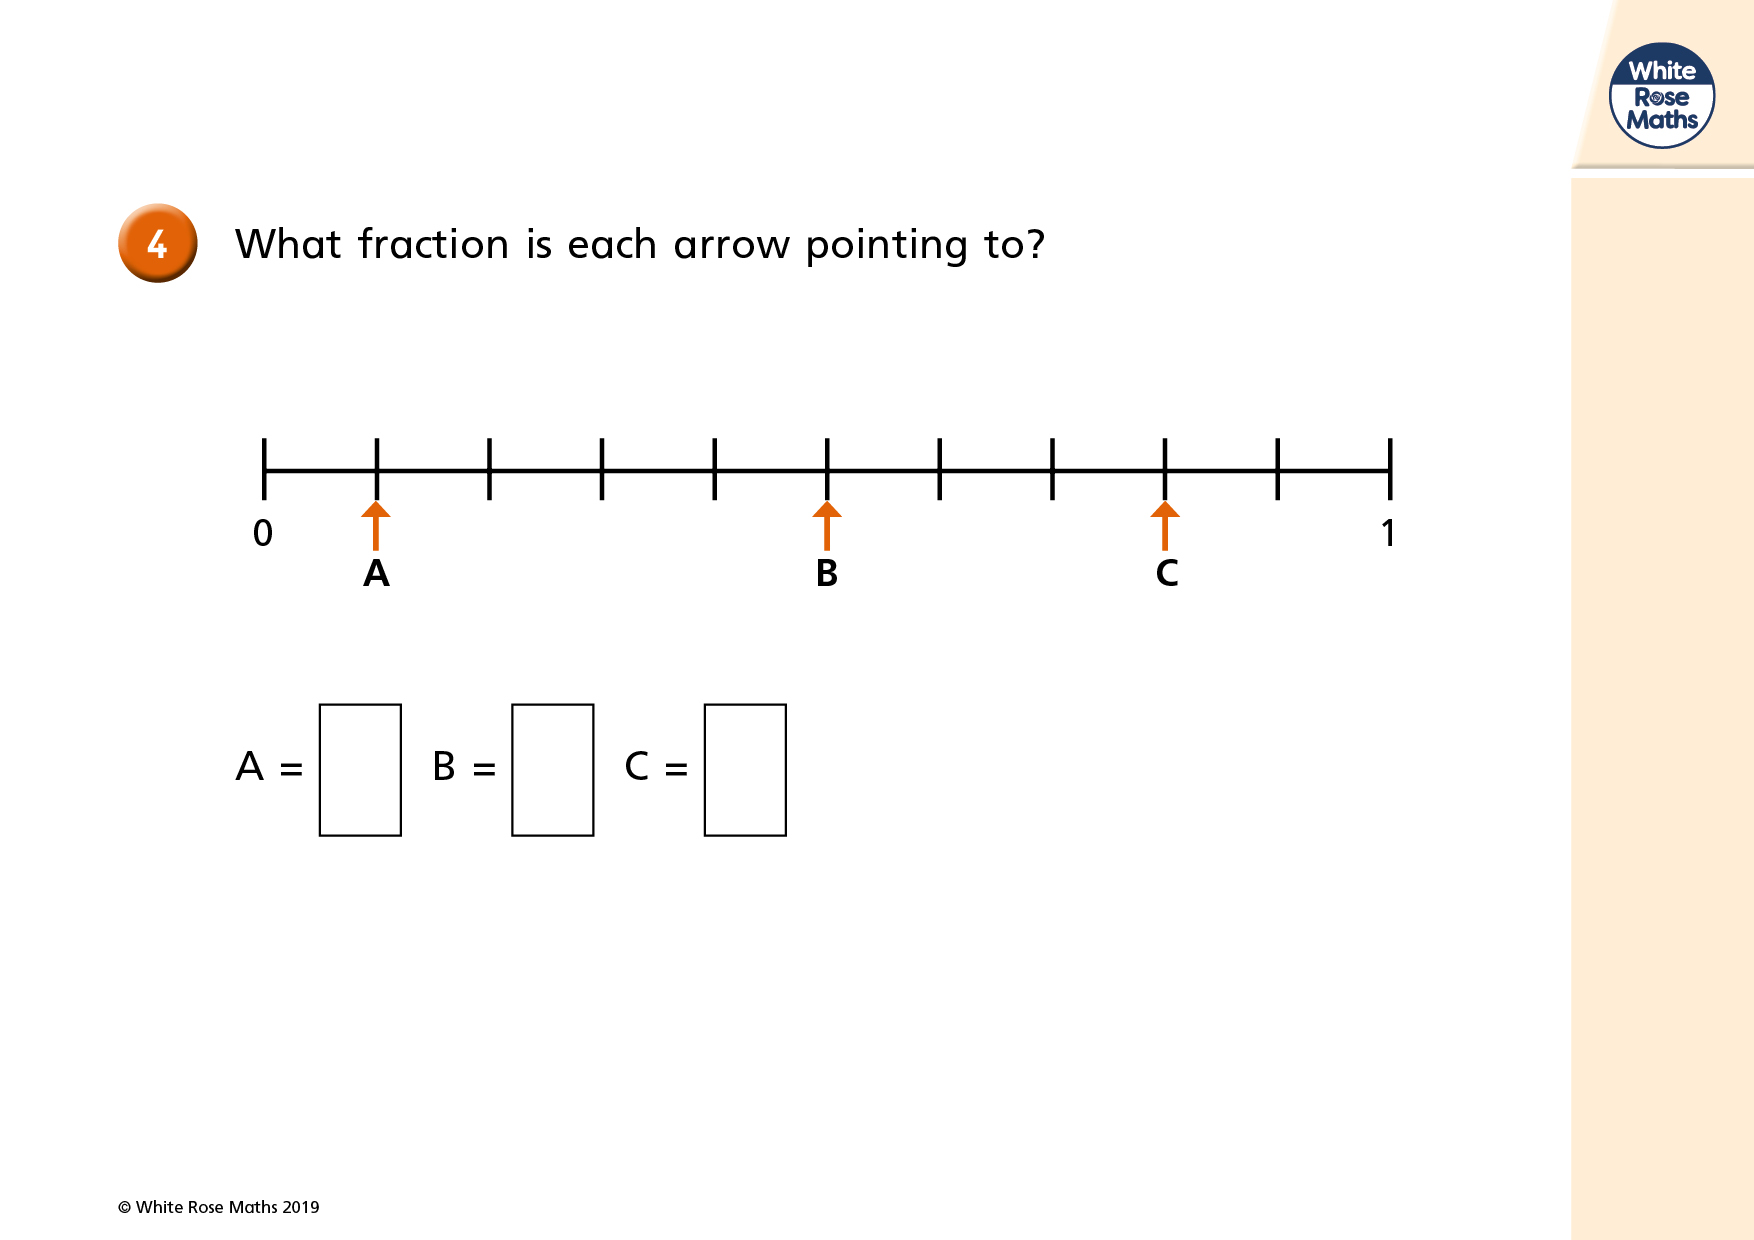 White
Rose
Maths
4 What fraction is each arrow pointing to?
0 1
A B C
A = B = C =
© White Rose Maths 2019